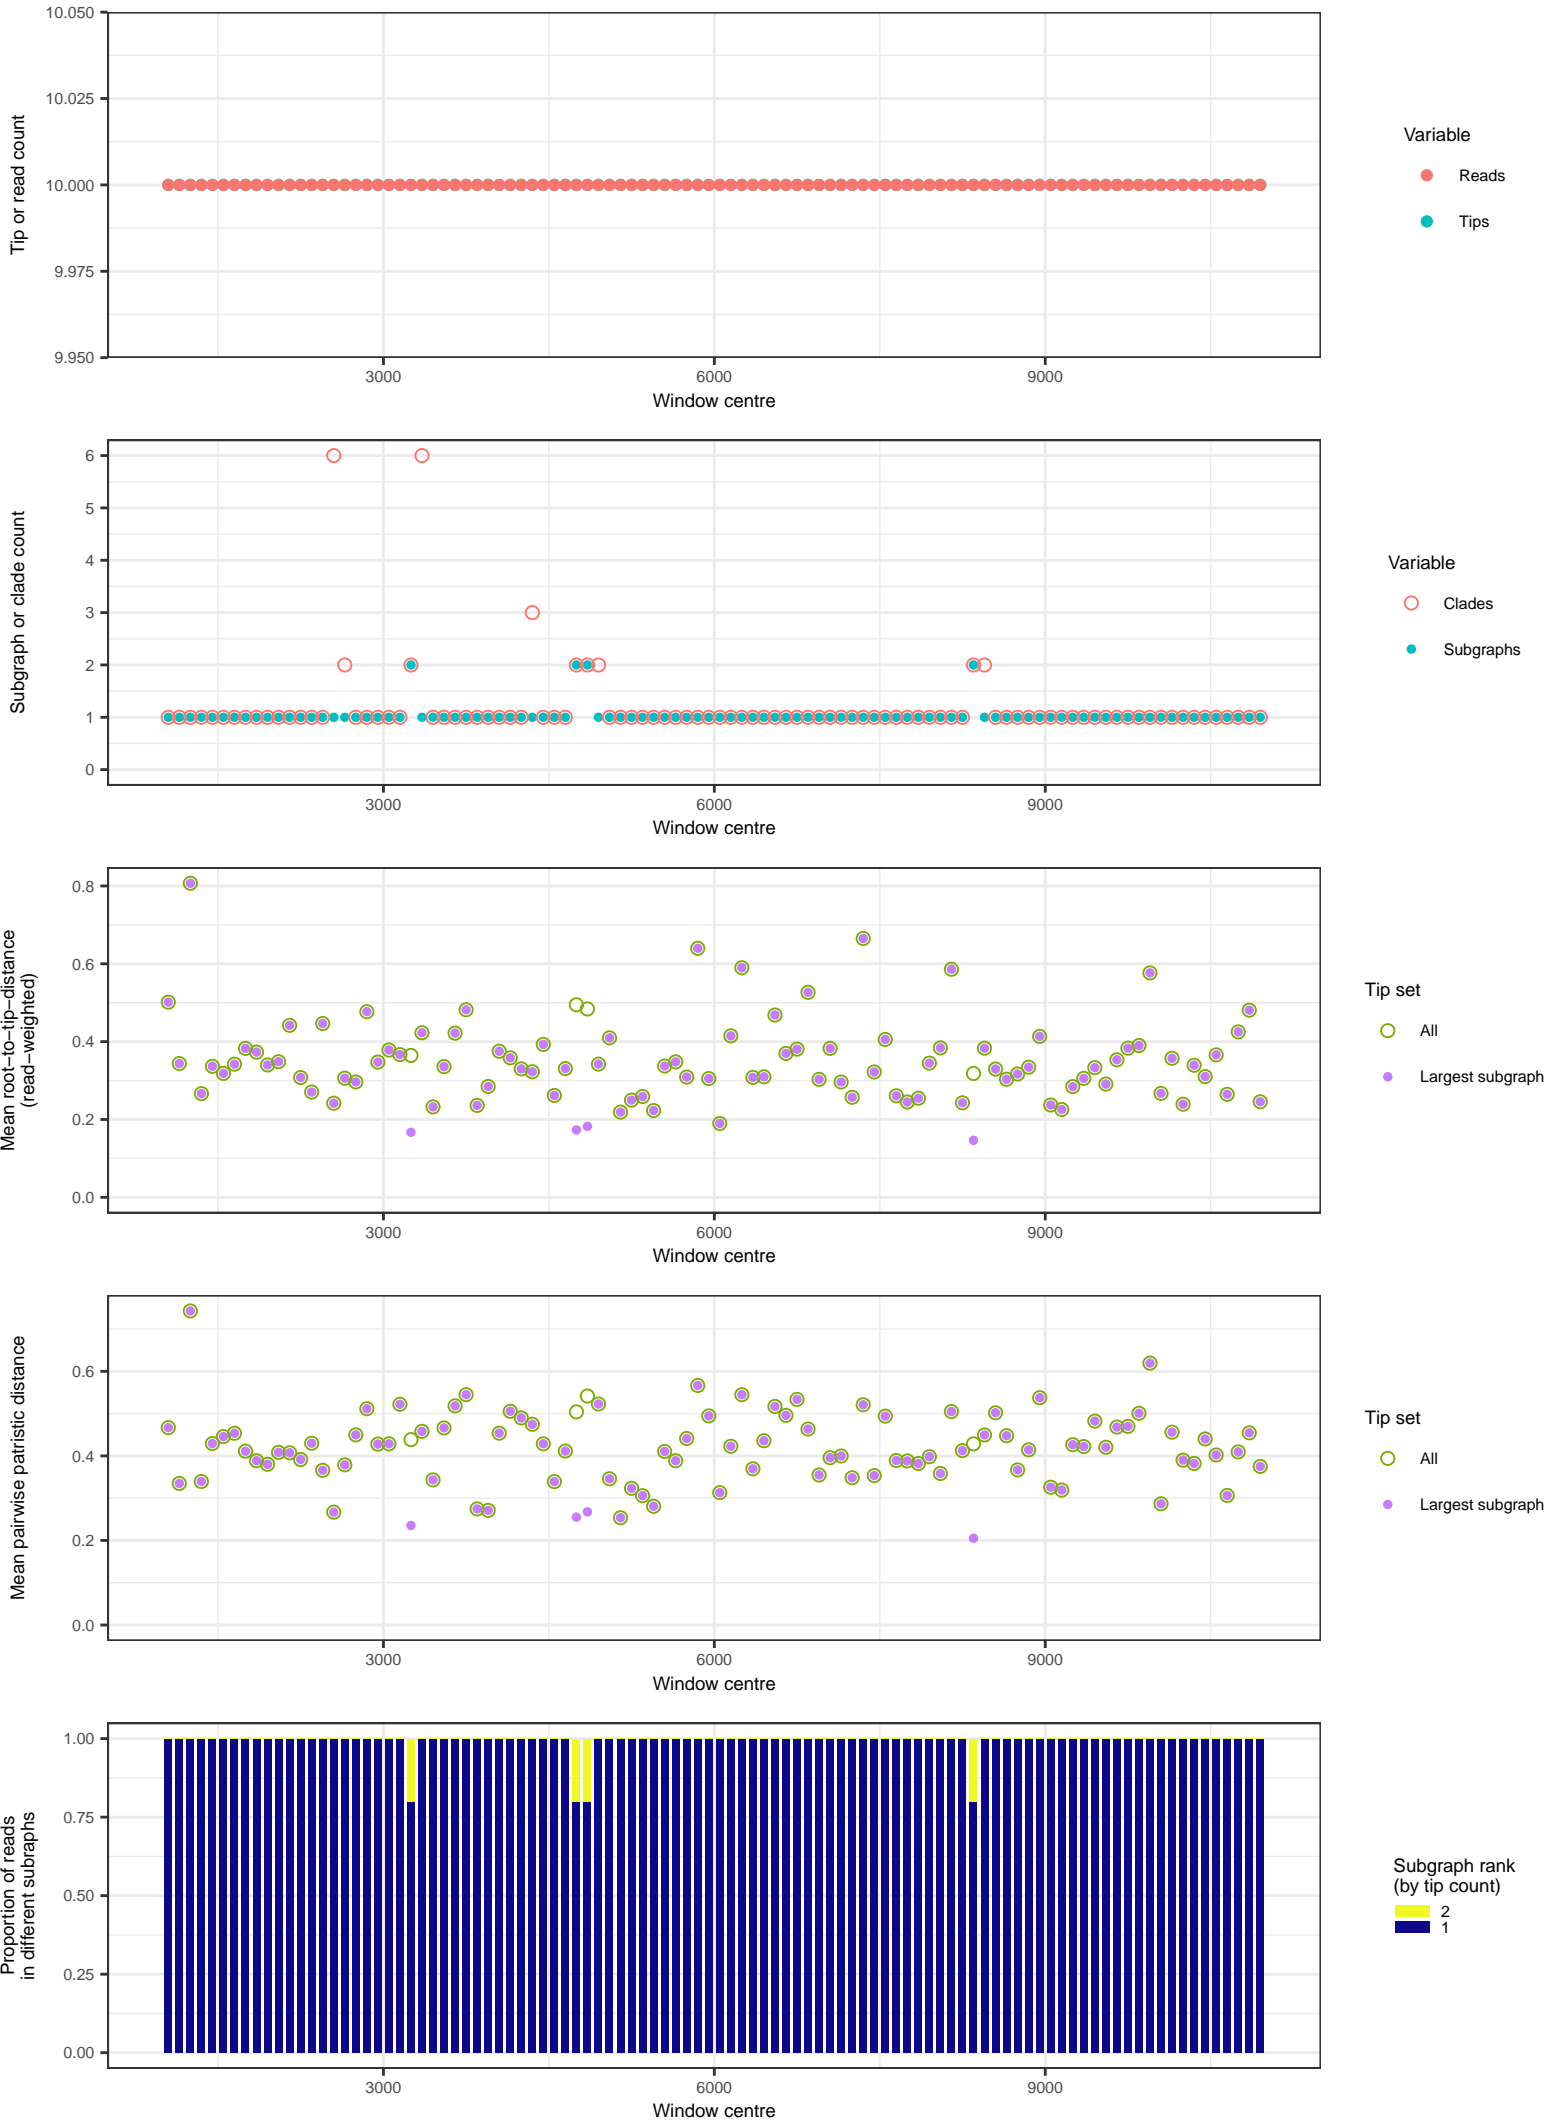 10.050
10.025
10.000
9.975
9.950
Tip or read count
3000 6000 9000
Window centre
Variable
Reads
Tips
6
5
4
3
2
1
0
Subgraph or clade count
3000 6000 9000
Window centre
Variable
Clades
Subgraphs
0.8
0.6
0.4
0.2
0.0
Mean root−to−tip−distance
(read−weighted)
3000 6000 9000
Window centre
Tip set
All
Largest subgraph
0.6
0.4
0.2
0.0
Mean pairwise patristic distance
3000 6000 9000
Window centre
Tip set
All
Largest subgraph
1.00
0.75
0.50
0.25
0.00
Proportion of reads
in different subraphs
3000 6000 9000
Window centre
Subgraph rank
(by tip count)
2
1